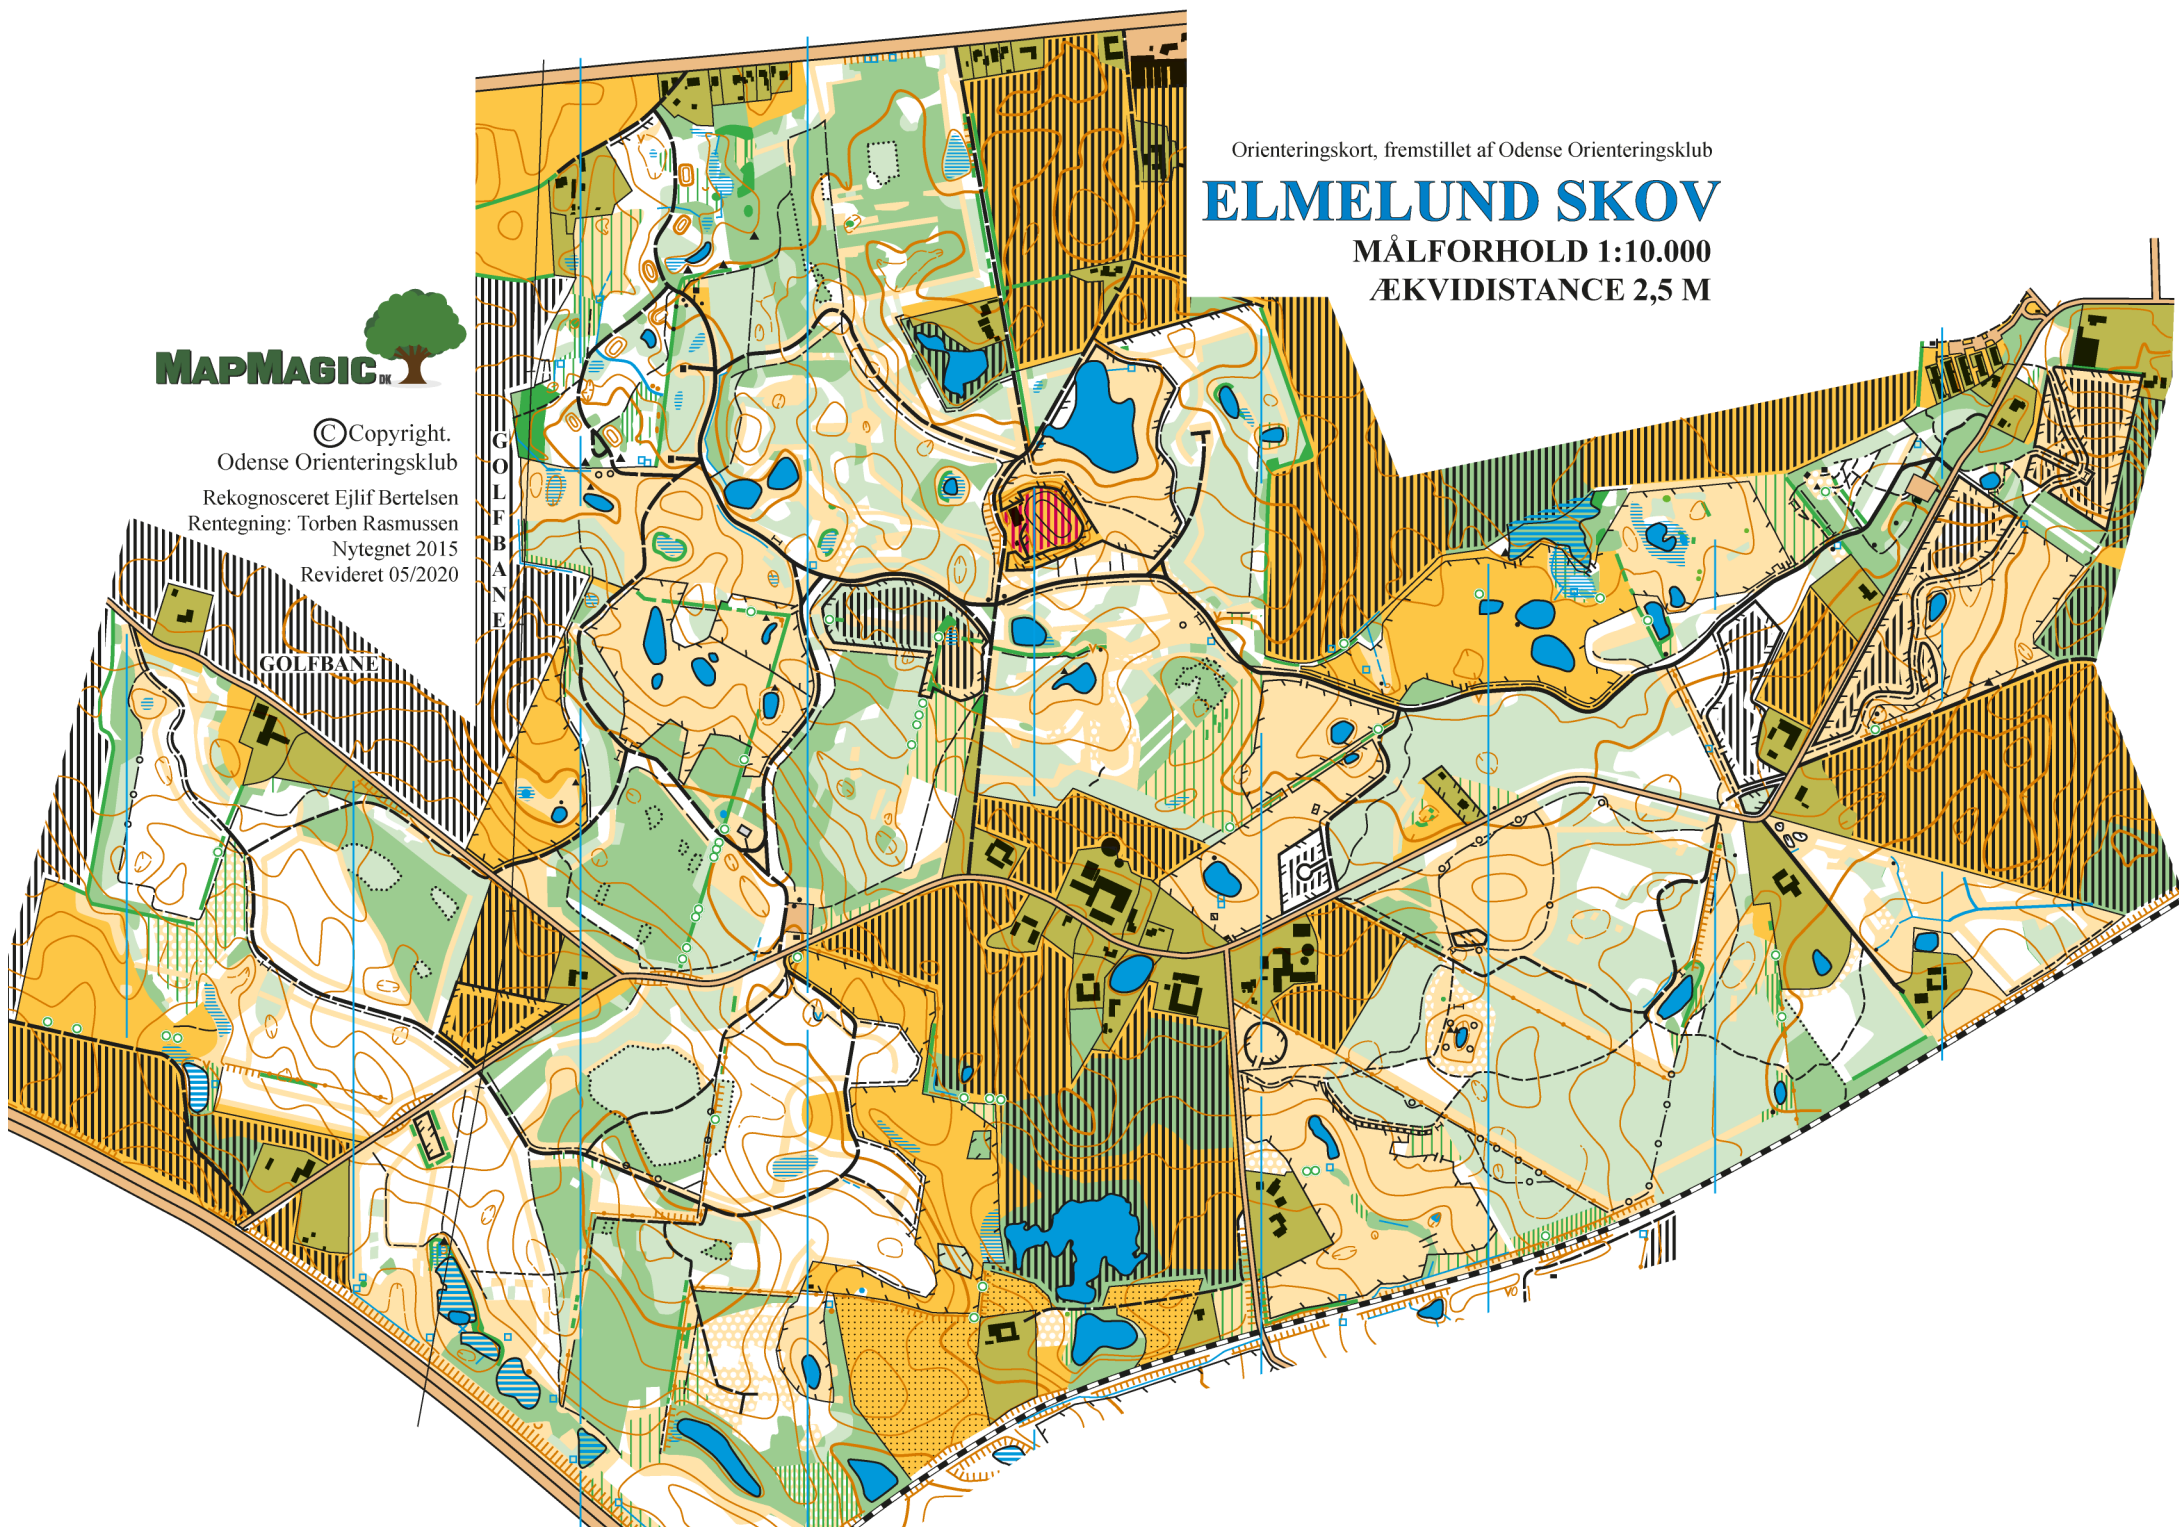 Orienteringskort, fremstillet af Odense Orienteringsklub
ELMELUND SKOV
MÅLFORHOLD 1:10.000
ÆKVIDISTANCE 2,5 M
MAPMAGIC.DK
©Copyright.
Odense Orienteringsklub
Rekognosceret Ejlif Bertelsen
Rentegning: Torben Rasmussen
Nytegnet 2015
Revideret 05/2020
GOLFBANE
GOLFBANE